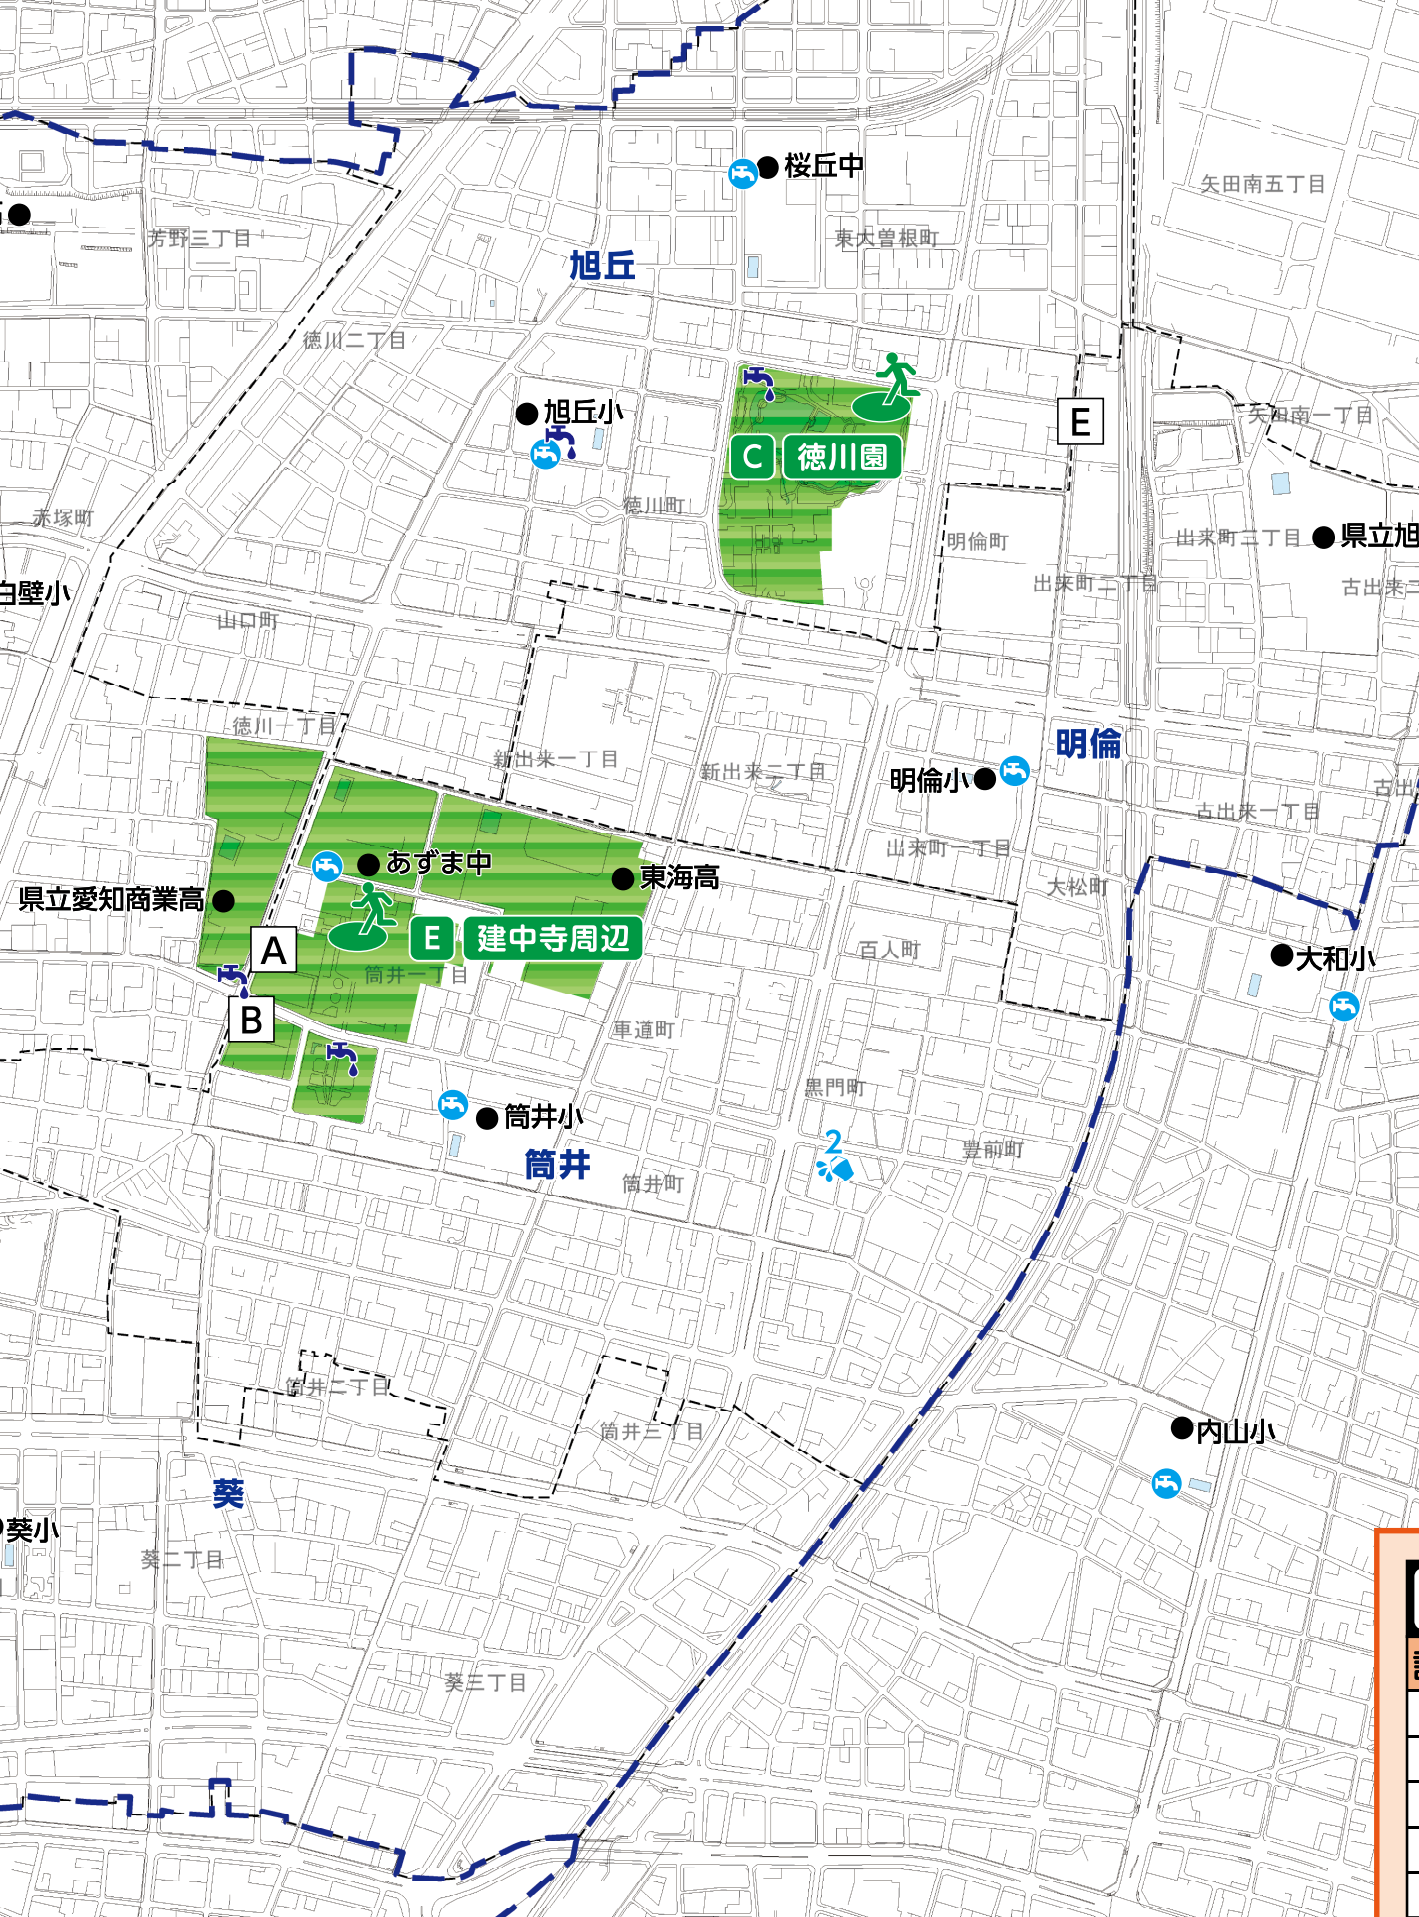 桜丘中
矢田南五丁目
芳野三丁目
東大曽根町
旭丘
徳川二丁目
旭丘小
E
矢田南一丁目
C 徳川園
徳川町
赤塚町
明倫町
出来町三丁目
県立旭
白壁小
出来町二丁目
古出来二
山口町
徳川一丁目
新出来一丁目
新出来二丁目
明倫
明倫小
古出
古出来一丁目
出来町一丁目
あずま中
東海高
大松町
県立愛知商業高
A
E 建中寺周辺
百人町
大和小
筒井一丁目
B
車道町
黒門町
筒井小
2
豊前町
筒井
筒井町
筒井二丁目
筒井三丁目
内山小
葵
葵小
葵二丁目
葵三丁目